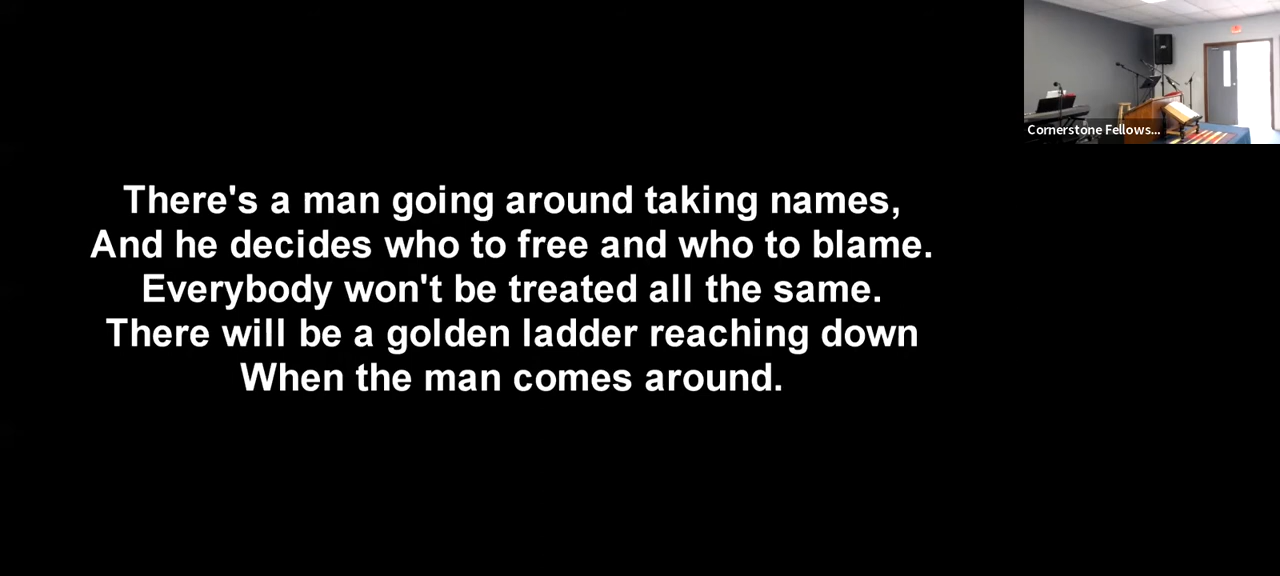 There's a man going around taking names,
And he decides who to free and who to blame.
Everybody won't be treated all the same.
There will be a golden ladder reaching down
When the man comes around.
Cornerstone Fellows...